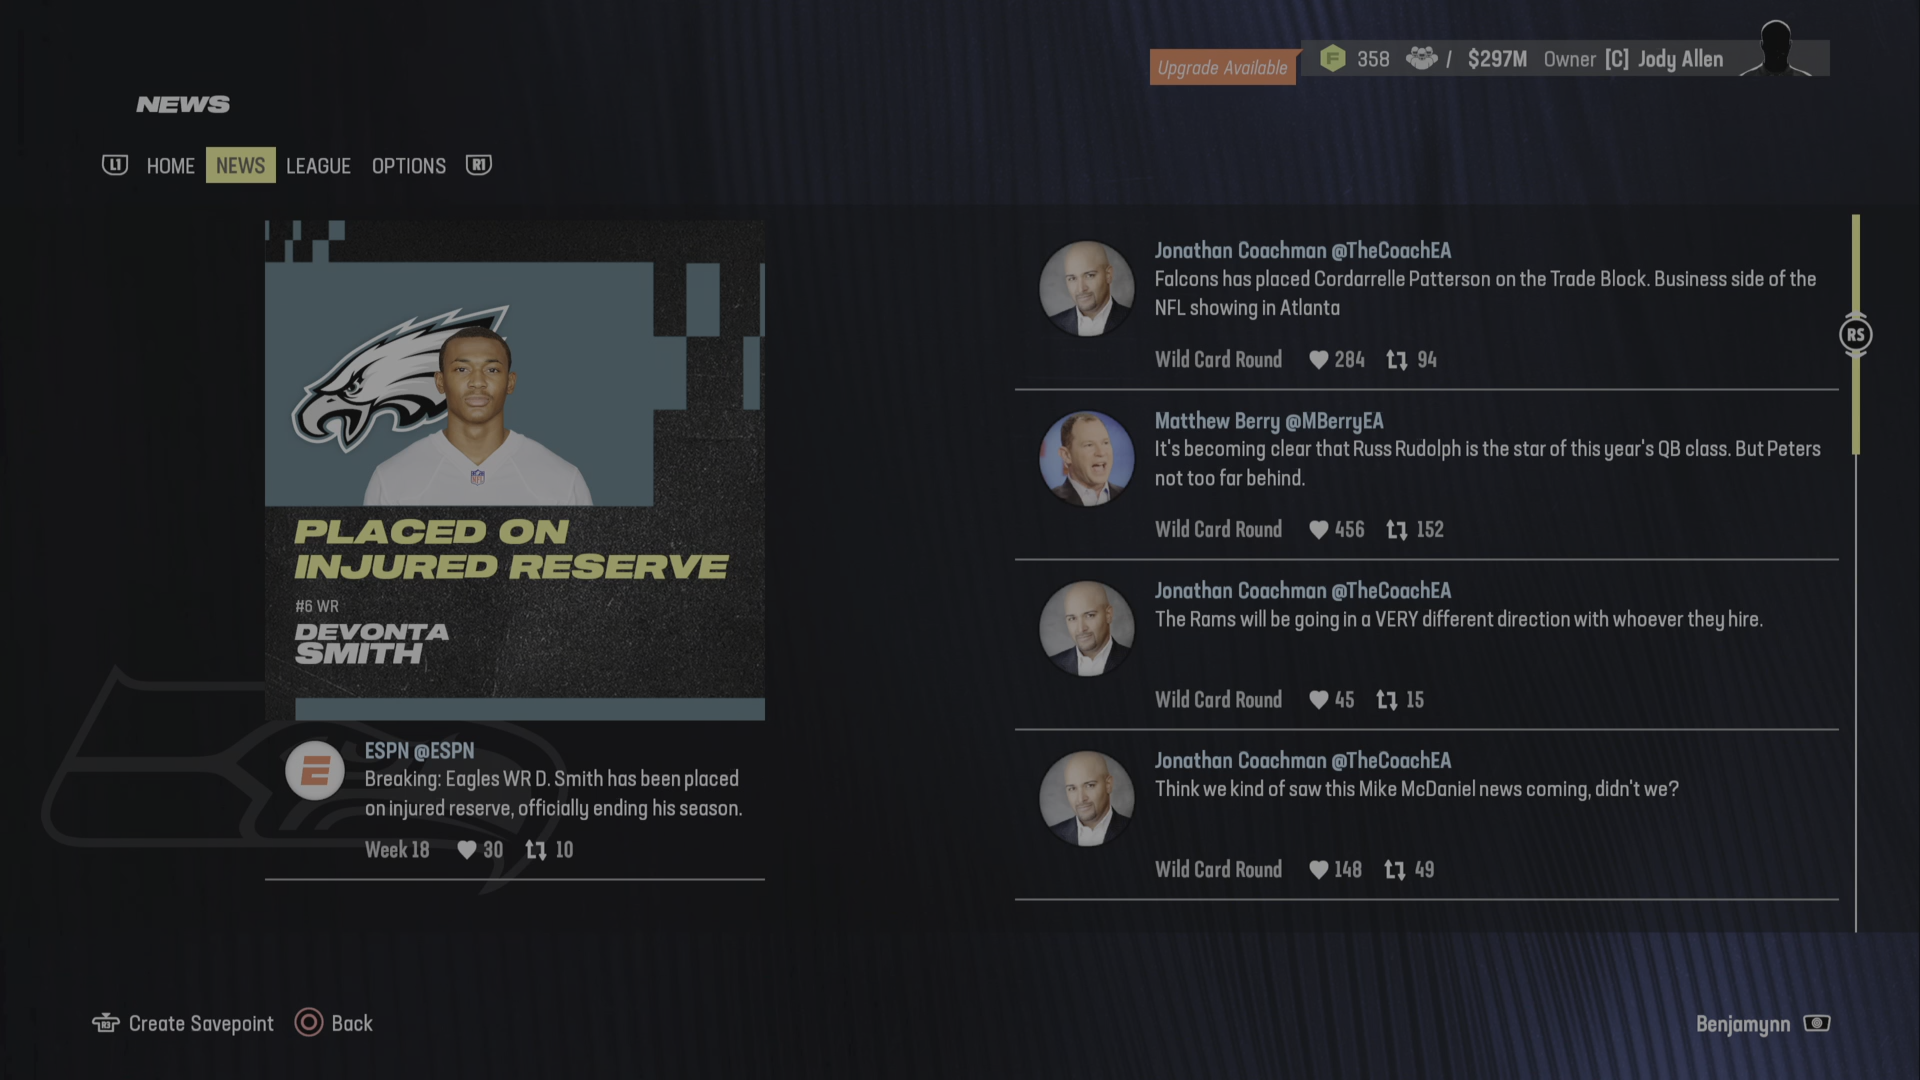 Upgrade Available
358 / $297M Owner [C] Jody Allen
NEWS
L1 HOME NEWS LEAGUE OPTIONS R1
PLACED ON
INJURED RESERVE
#6 WR
DEVONTA
SMITH
ESPN @ESPN
Breaking: Eagles WR D. Smith has been placed
on injured reserve, officially ending his season.
Week 18 30 10
Jonathan Coachman @TheCoachEA
Falcons has placed Cordarrelle Patterson on the Trade Block. Business side of the
NFL showing in Atlanta
Wild Card Round 284 94
Matthew Berry @MBerryEA
It's becoming clear that Russ Rudolph is the star of this year's QB class. But Peters
not too far behind.
Wild Card Round 456 152
Jonathan Coachman @TheCoachEA
The Rams will be going in a VERY different direction with whoever they hire.
Wild Card Round 45 15
Jonathan Coachman @TheCoachEA
Think we kind of saw this Mike McDaniel news coming, didn't we?
Wild Card Round 148 49
RS
R3 Create Savepoint Back
Benjamynn